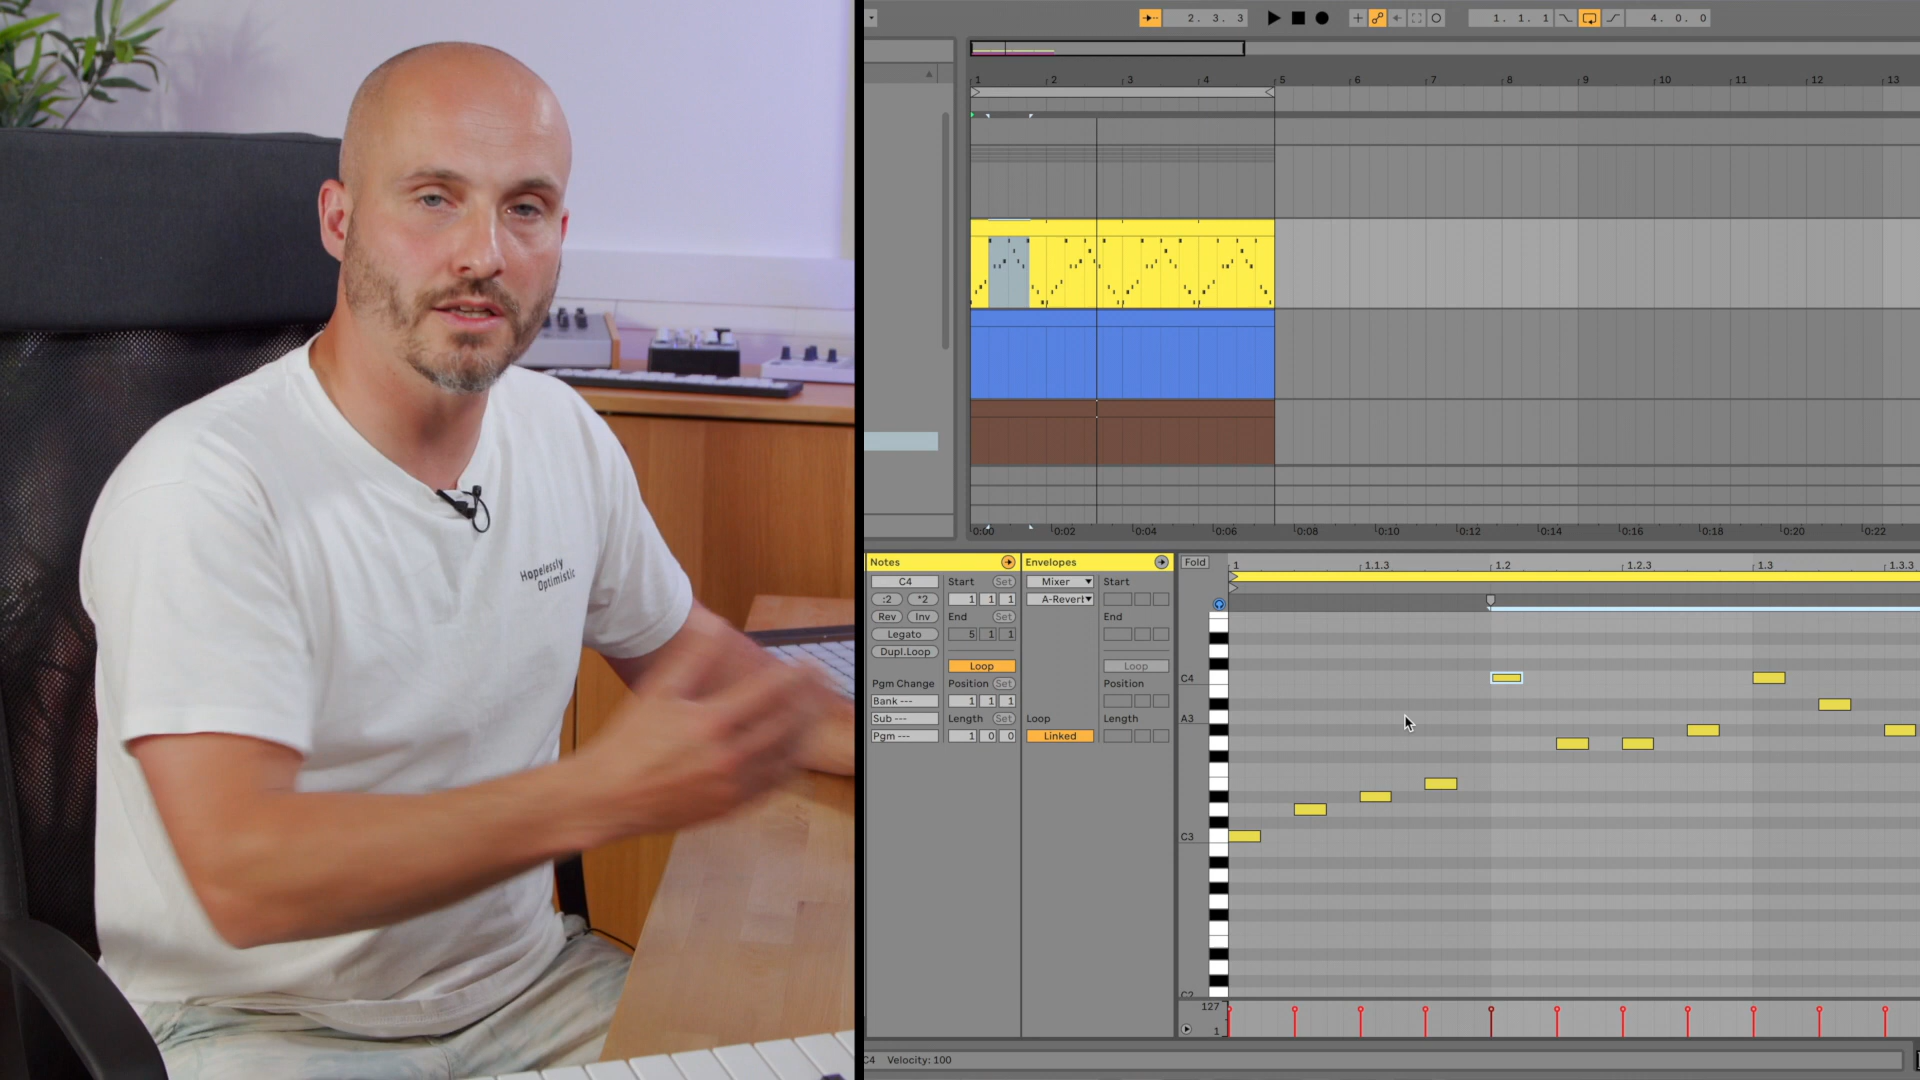 Hopelessly
Optimistic
2. 3. 3
1. 1. 1
4. 0. 0
1 2 3 4 5 6 7 8 9 10 11 12 13
0:00 0:02 0:04 0:06 0:08 0:10 0:12 0:14 0:16 0:18 0:20 0:22
Notes
C4
:2 *2
Rev Inv
Legato
Dupl.Loop
Pgm Change
Bank ---
Sub ---
Pgm ---
Start Set
1 1 1
End Set
5 1 1
Loop
Position Set
1 1 1
Length Set
1 0 0
Envelopes
Mixer
A-Revert
Loop
Linked
Start
End
Loop
Position
Length
Fold
1 1.1.3 1.2 1.2.3 1.3 1.3.3
C4
A3
C3
C2
127
1
C4 Velocity: 100